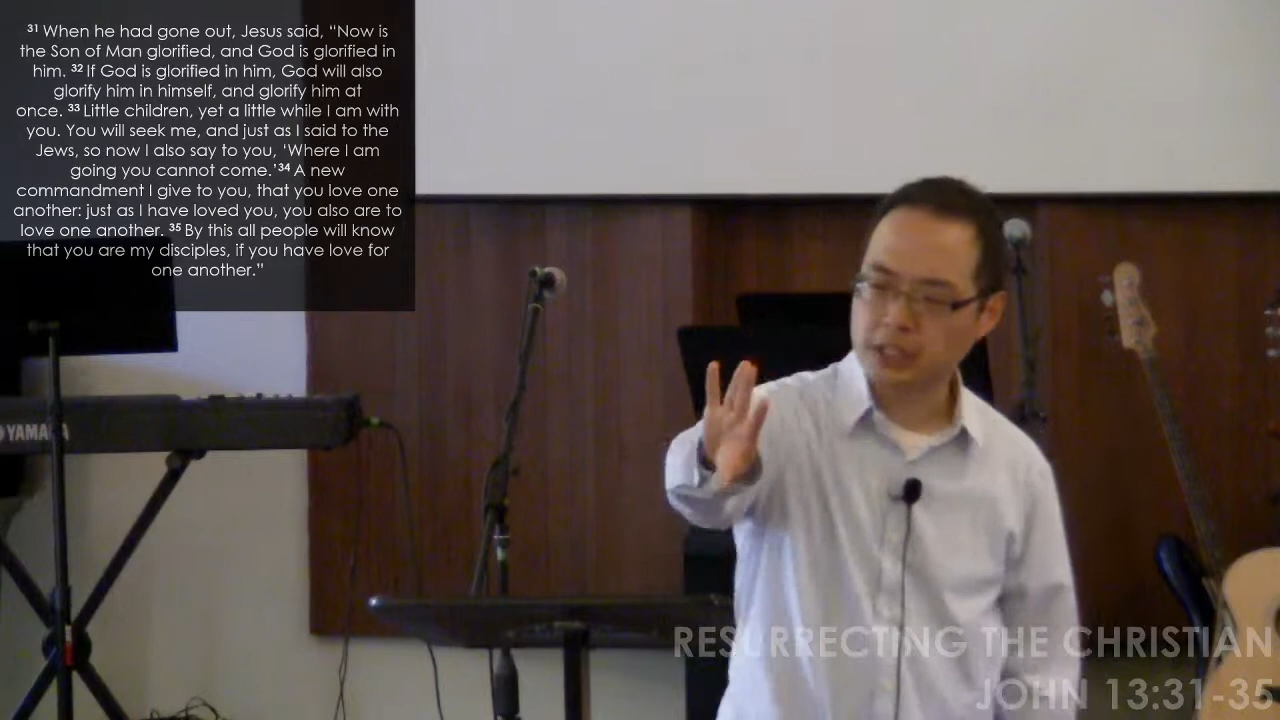 ³¹ When he had gone out, Jesus said, “Now is
the Son of Man glorified, and God is glorified in
him. ³² If God is glorified in him, God will also
glorify him in himself, and glorify him at
once. ³³ Little children, yet a little while I am with
you. You will seek me, and just as I said to the
Jews, so now I also say to you, ‘Where I am
going you cannot come.’ ³⁴ A new
commandment I give to you, that you love one
another: just as I have loved you, you also are to
love one another. ³⁵ By this all people will know
that you are my disciples, if you have love for
one another.”
YAMAHA
RESURRECTING THE CHRISTIAN
JOHN 13:31-35